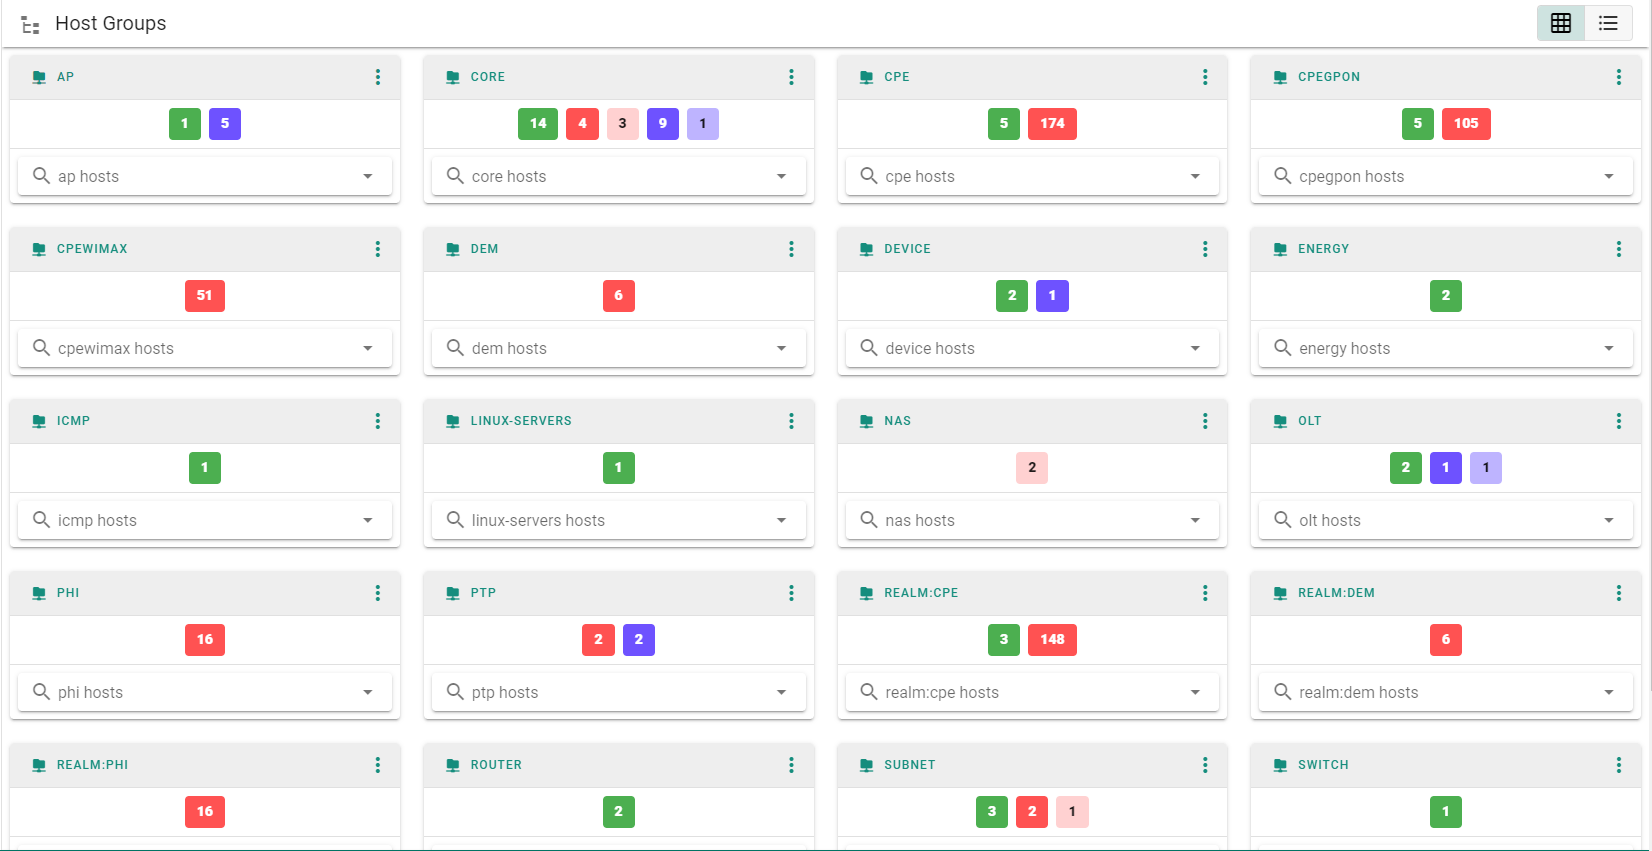 Host Groups
AP
CORE
CPE
CPEGPON
1 5
14 4 3 9 1
5 174
5 105
ap hosts
core hosts
cpe hosts
cpegpon hosts
CPEWIMAX
DEM
DEVICE
ENERGY
51
6
2 1
2
cpewimax hosts
dem hosts
device hosts
energy hosts
ICMP
LINUX-SERVERS
NAS
OLT
1
1
2
2 1 1
icmp hosts
linux-servers hosts
nas hosts
olt hosts
PHI
PTP
REALM:CPE
REALM:DEM
16
2 2
3 148
6
phi hosts
ptp hosts
realm:cpe hosts
realm:dem hosts
REALM:PHI
ROUTER
SUBNET
SWITCH
16
2
3 2 1
1